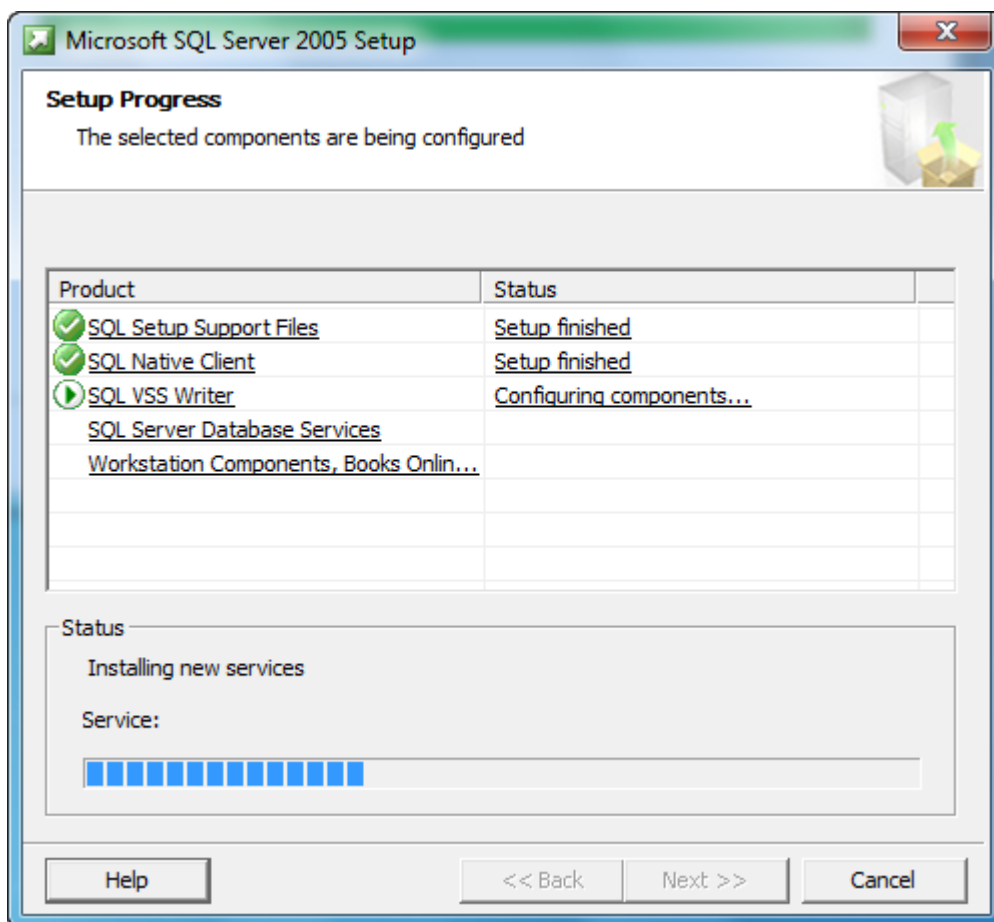 Microsoft SQL Server 2005 Setup
Setup Progress
The selected components are being configured
Product Status
SQL Setup Support Files Setup finished
SQL Native Client Setup finished
SQL VSS Writer Configuring components...
SQL Server Database Services
Workstation Components, Books Onlin...
Status
Installing new services
Service:
Help << Back Next >> Cancel